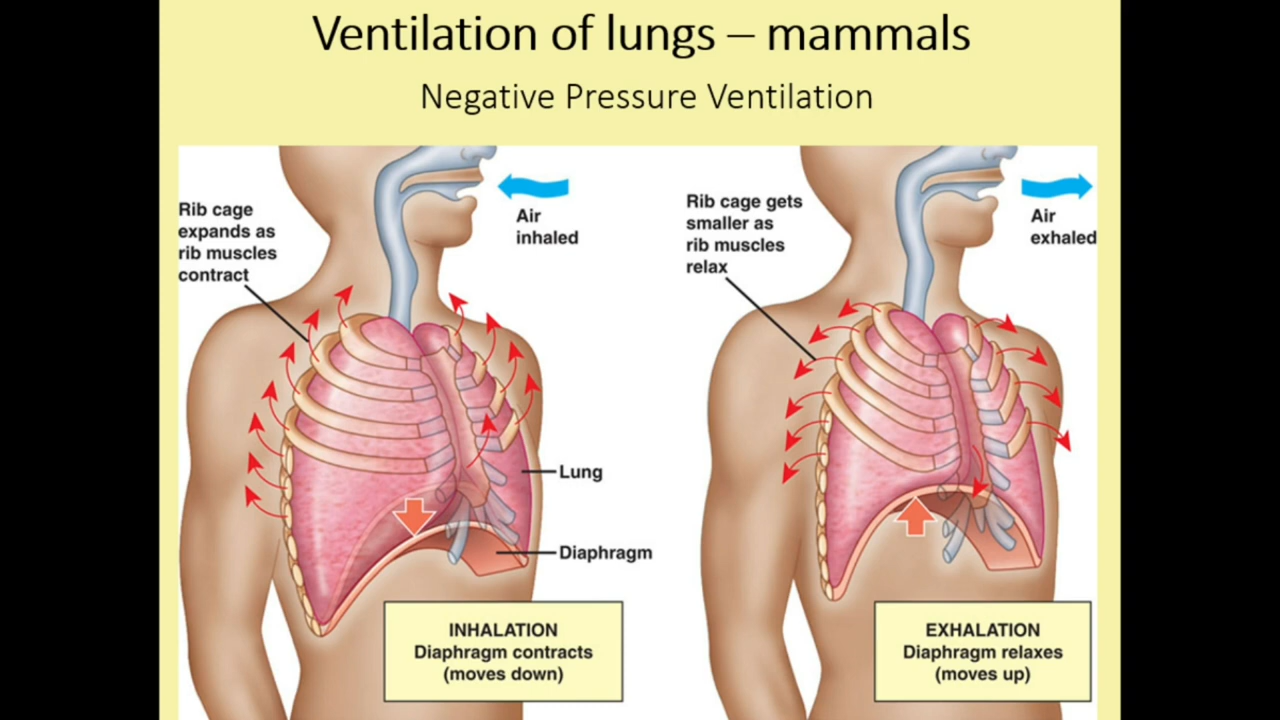 Ventilation of lungs – mammals
Negative Pressure Ventilation
Rib cage
expands as
rib muscles
contract
Air
inhaled
Lung
Diaphragm
INHALATION
Diaphragm contracts
(moves down)
Rib cage gets
smaller as
rib muscles
relax
Air
exhaled
EXHALATION
Diaphragm relaxes
(moves up)